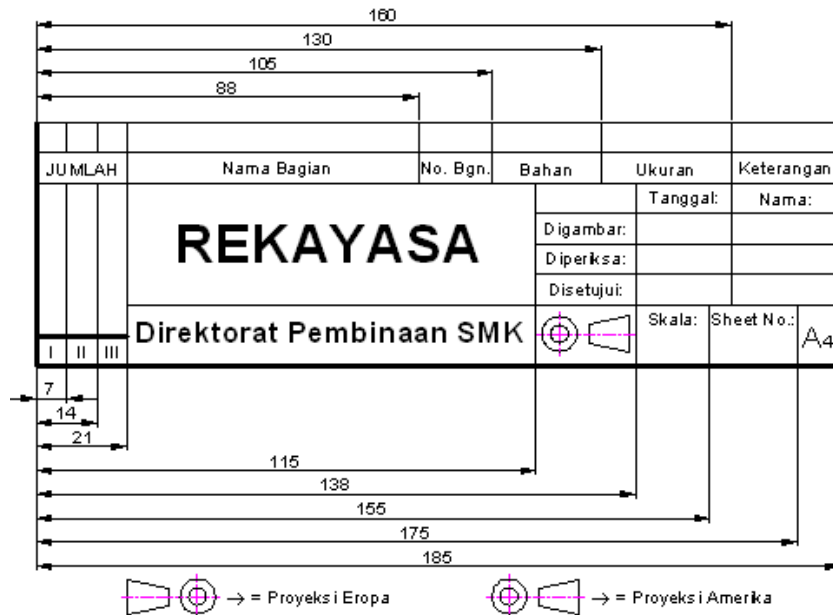 160
130
105
88
JUMLAH Nama Bagian No. Bgn. Bahan Ukuran Keterangan
Tanggal: Nama:
REKAYASA
Digambar:
Diperiksa:
Disetujui:
Direktorat Pembinaan SMK Skala: Sheet No.: A4
I II III
7
14
21
115
138
155
175
185
→ = Proyeksi Eropa → = Proyeksi Amerika